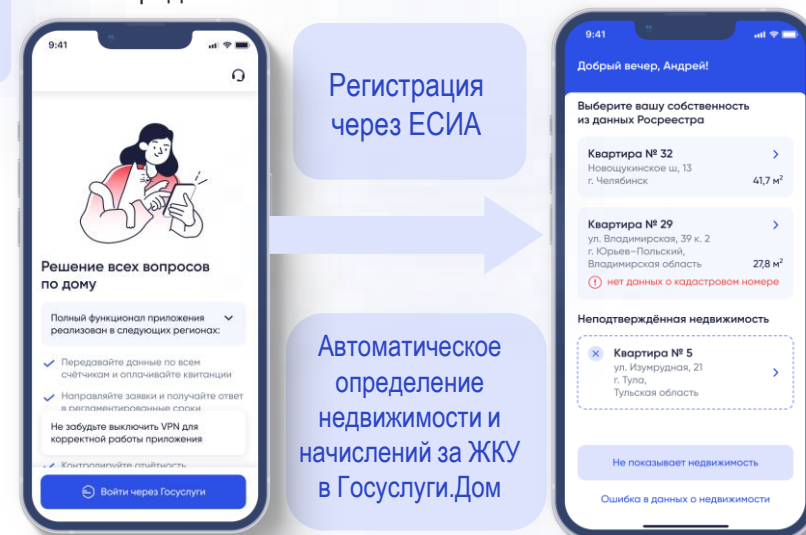 9:41
Решение всех вопросов
по дому
Полный функционал приложения
реализован в следующих регионах:
Передавайте данные по всем
счётчикам и оплачивайте квитанции
Направляйте заявки и получайте ответ
в регламентированные сроки
Не забудьте выключить VPN для
корректной работы приложения
Контролируйте отчётность
Войти через Госуслуги
Регистрация
через ЕСИА
Автоматическое
определение
недвижимости и
начислений за ЖКУ
в Госуслуги.Дом
9:41
Добрый вечер, Андрей!
Выберите вашу собственность
из данных Росреестра
Квартира № 32
Новощукинское ш, 13
г. Челябинск 41,7 м²
Квартира № 29
ул. Владимирская, 39 к. 2
г. Юрьев–Польский,
Владимирская область 27,8 м²
нет данных о кадастровом номере
Неподтверждённая недвижимость
Квартира № 5
ул. Изумрудная, 21
г. Тула,
Тульская область
Не показывает недвижимость
Ошибка в данных о недвижимости